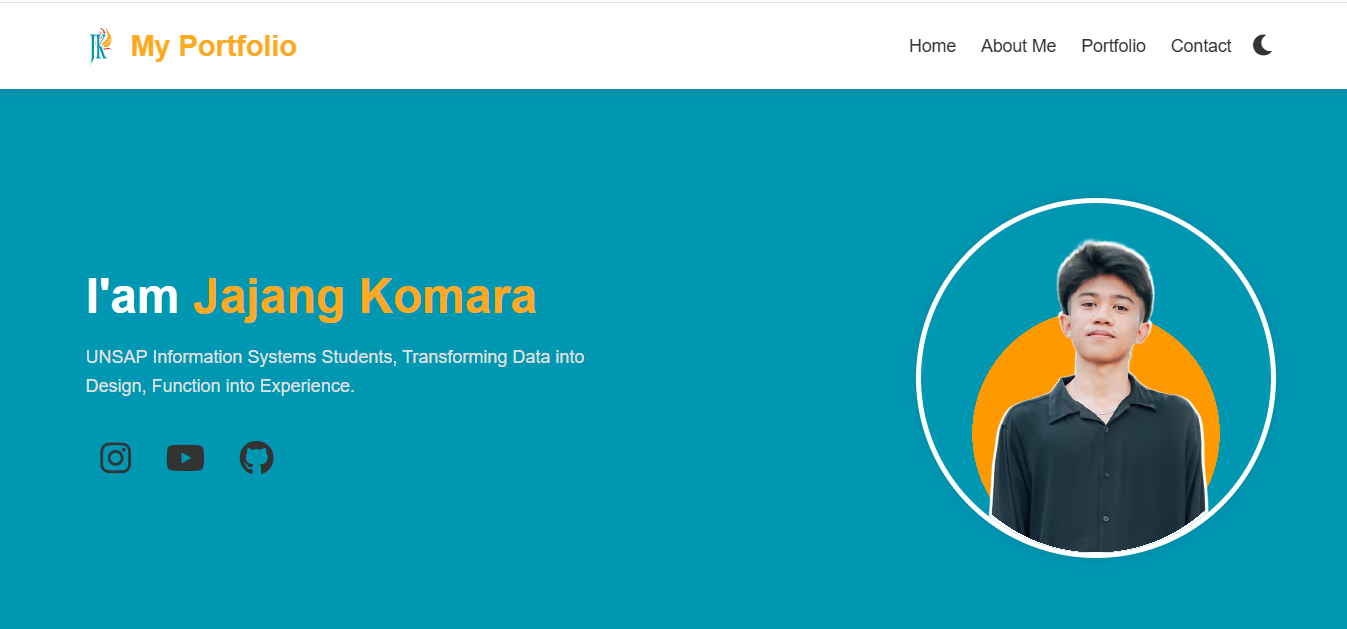 JK My Portfolio
Home About Me Portfolio Contact
I'am Jajang Komara
UNSAP Information Systems Students, Transforming Data into
Design, Function into Experience.